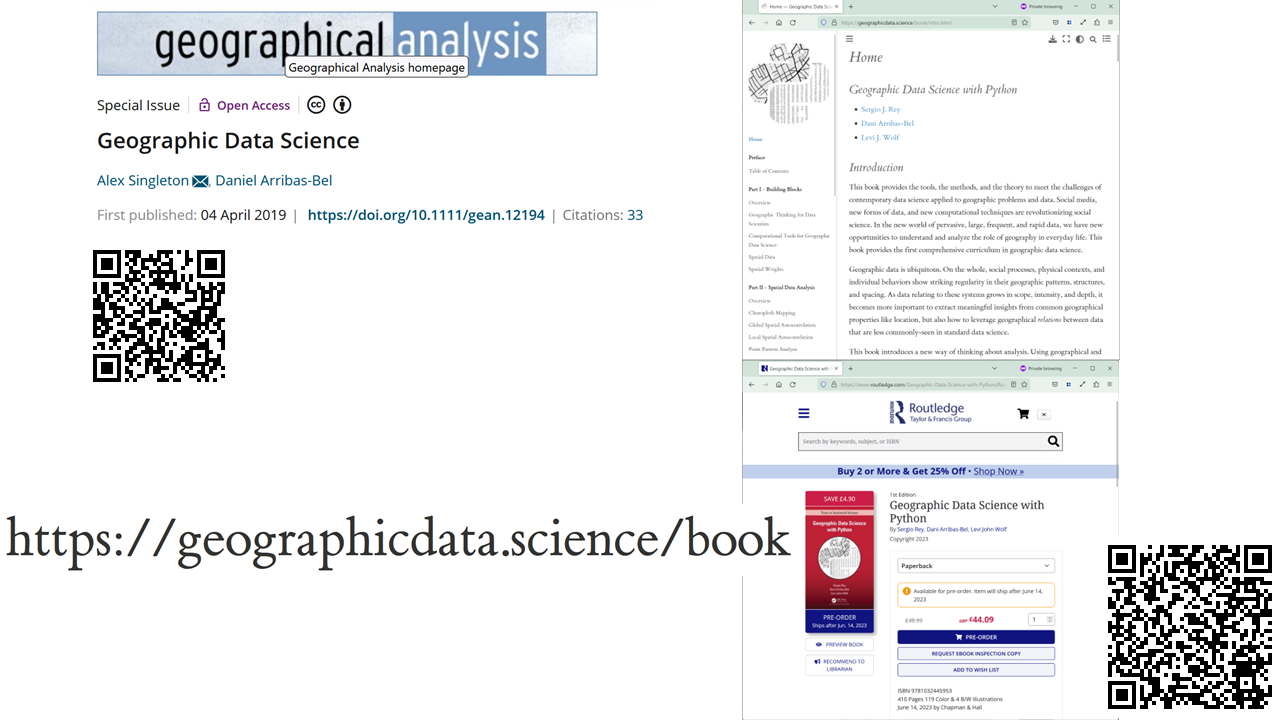 geographical analysis
Geographical Analysis homepage
Special Issue Open Access
Geographic Data Science
Alex Singleton, Daniel Arribas-Bel
First published: 04 April 2019 | https://doi.org/10.1111/gean.12194 | Citations: 33
https://geographicdata.science/book
Home — Geographic Data Scie
Private browsing
https://geographicdata.science/book/intro.html
Home
Preface
Table of Contents
Part I - Building Blocks
Overview
Geographic Thinking for Data
Scientists
Computational Tools for Geographic
Data Science
Spatial Data
Spatial Weights
Part II - Spatial Data Analysis
Overview
Choropleth Mapping
Global Spatial Autocorrelation
Local Spatial Autocorrelation
Point Pattern Analysis
Home
Geographic Data Science with Python
• Sergio J. Rey
• Dani Arribas-Bel
• Levi J. Wolf
Introduction
This book provides the tools, the methods, and the theory to meet the challenges of
contemporary data science applied to geographic problems and data. Social media,
new forms of data, and new computational techniques are revolutionizing social
science. In the new world of pervasive, large, frequent, and rapid data, we have new
opportunities to understand and analyze the role of geography in everyday life. This
book provides the first comprehensive curriculum in geographic data science.
Geographic data is ubiquitous. On the whole, social processes, physical contexts, and
individual behaviors show striking regularity in their geographic patterns, structures,
and spacing. As data relating to these systems grows in scope, intensity, and depth, it
becomes more important to extract meaningful insights from common geographical
properties like location, but also how to leverage geographical relations between data
that are less commonly-seen in standard data science.
This book introduces a new way of thinking about analysis. Using geographical and
Geographic Data Science with
Private browsing
https://www.routledge.com/Geographic-Data-Science-with-Python/
Routledge
Taylor & Francis Group
Search by keywords, subject, or ISBN
Buy 2 or More & Get 25% Off • Shop Now »
SAVE £4.90
Geographic Data Science
with Python
PRE-ORDER
Ships after Jun. 14, 2023
PREVIEW BOOK
RECOMMEND TO
LIBRARIAN
1st Edition
Geographic Data Science with
Python
By Sergio Rey, Dani Arribas-Bel, Levi John Wolf
Copyright 2023
Paperback
Available for pre-order. Item will ship after June 14,
2023
£48.99 GBP £44.09 1
PRE-ORDER
REQUEST EBOOK INSPECTION COPY
ADD TO WISH LIST
ISBN 9781032445953
410 Pages 119 Color & 4 B/W Illustrations
June 14, 2023 by Chapman & Hall